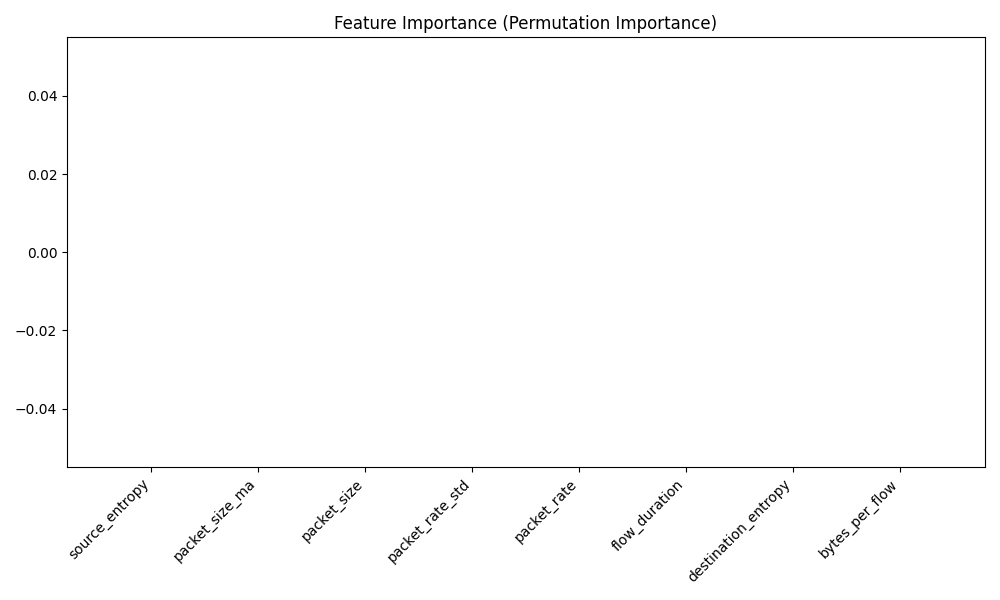 Feature Importance (Permutation Importance)
0.04
0.02
0.00
−0.02
−0.04
source_entropy
packet_size_ma
packet_size
packet_rate_std
packet_rate
flow_duration
destination_entropy
bytes_per_flow